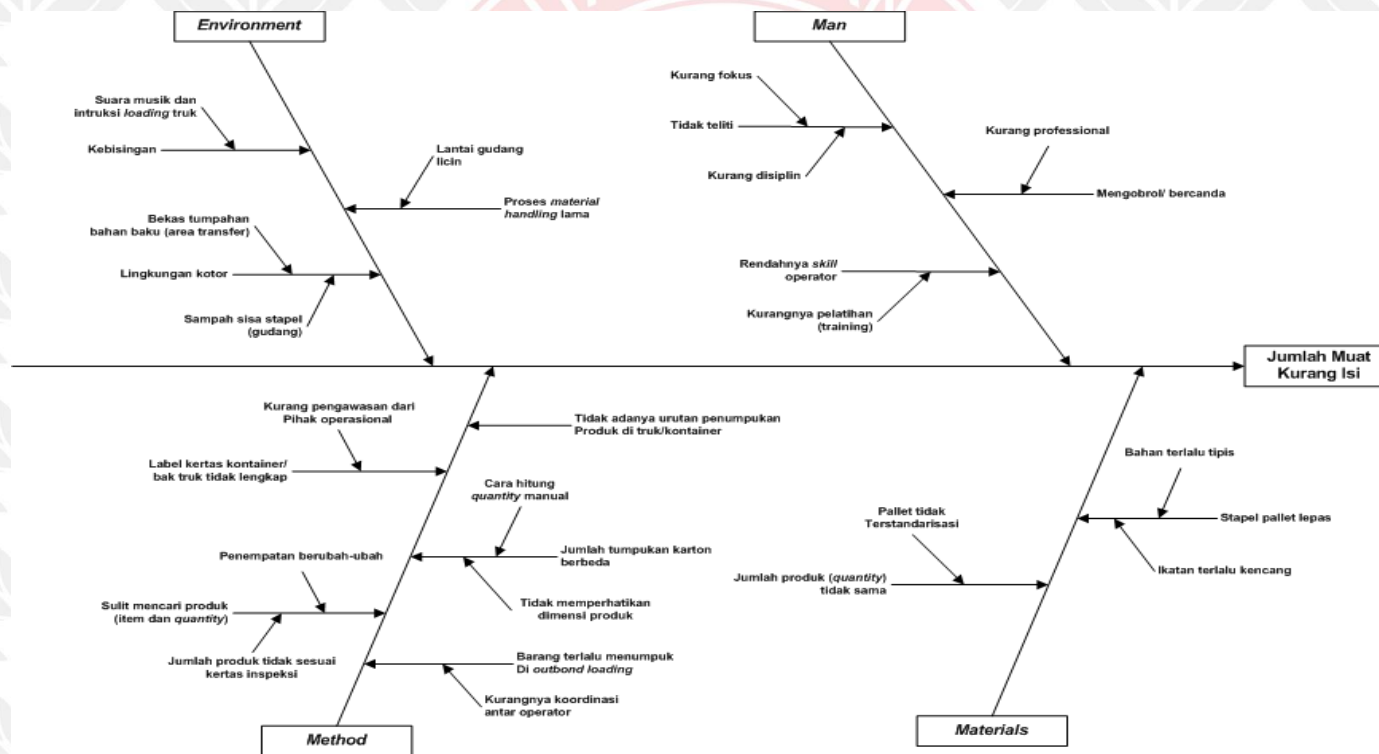 Environment
Man
Suara musik dan
intruksi loading truk
Kebisingan
Lantai gudang
licin
Proses material
handling lama
Bekas tumpahan
bahan baku (area transfer)
Lingkungan kotor
Sampah sisa stapel
(gudang)
Kurang fokus
Tidak teliti
Kurang disiplin
Kurang professional
Mengobrol/ bercanda
Rendahnya skill
operator
Kurangnya pelatihan
(training)
Jumlah Muat
Kurang Isi
Kurang pengawasan dari
Pihak operasional
Label kertas kontainer/
bak truk tidak lengkap
Tidak adanya urutan penumpukan
Produk di truk/kontainer
Cara hitung
quantity manual
Jumlah tumpukan karton
berbeda
Tidak memperhatikan
dimensi produk
Penempatan berubah-ubah
Sulit mencari produk
(item dan quantity)
Jumlah produk tidak sesuai
kertas inspeksi
Barang terlalu menumpuk
Di outbond loading
Kurangnya koordinasi
antar operator
Bahan terlalu tipis
Stapel pallet lepas
Ikatan terlalu kencang
Pallet tidak
Terstandarisasi
Jumlah produk (quantity)
tidak sama
Method
Materials